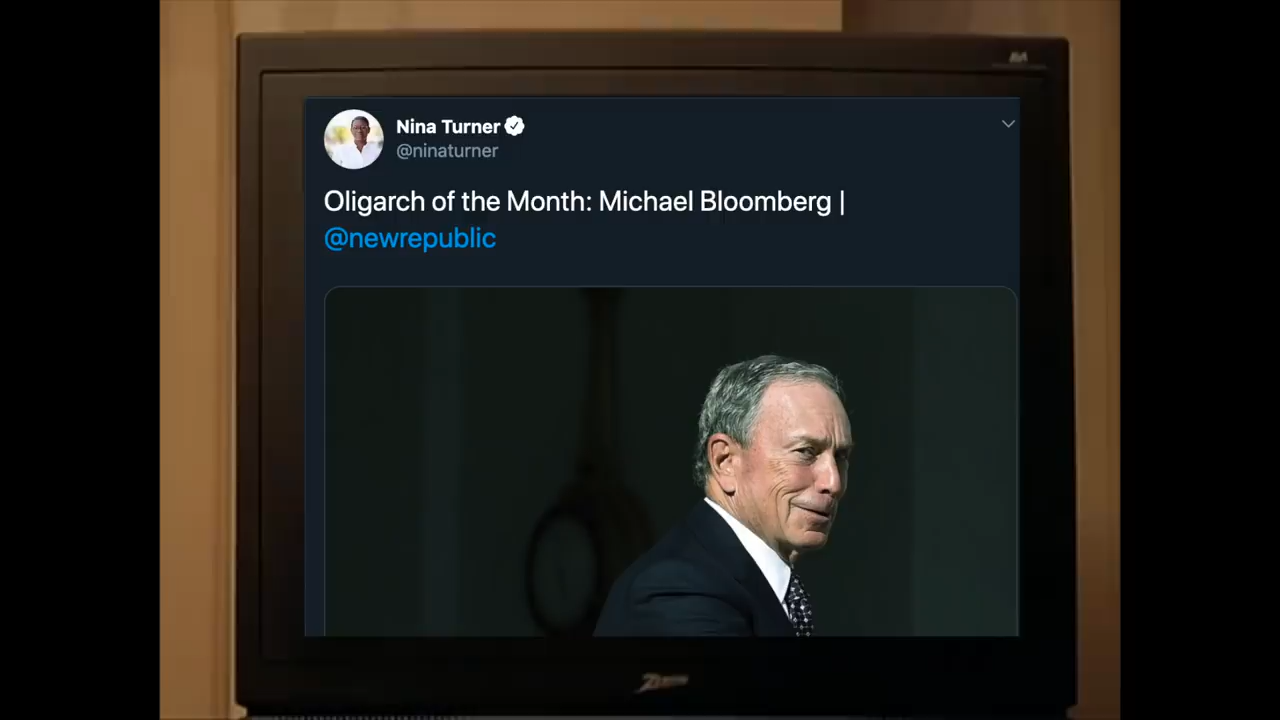 Nina Turner
@ninaturner
Oligarch of the Month: Michael Bloomberg |
@newrepublic
ZENITH